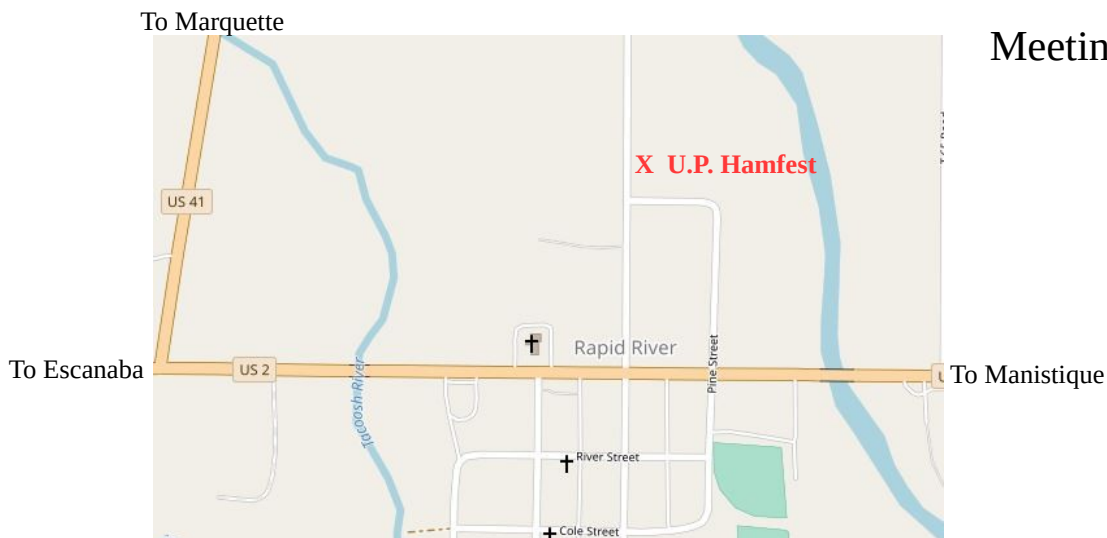 To Marquette
Meetin
X U.P. Hamfest
US 41
Rapid River
To Escanaba
US 2
To Manistique
Pine Street
Tacoosh River
River Street
Cole Street